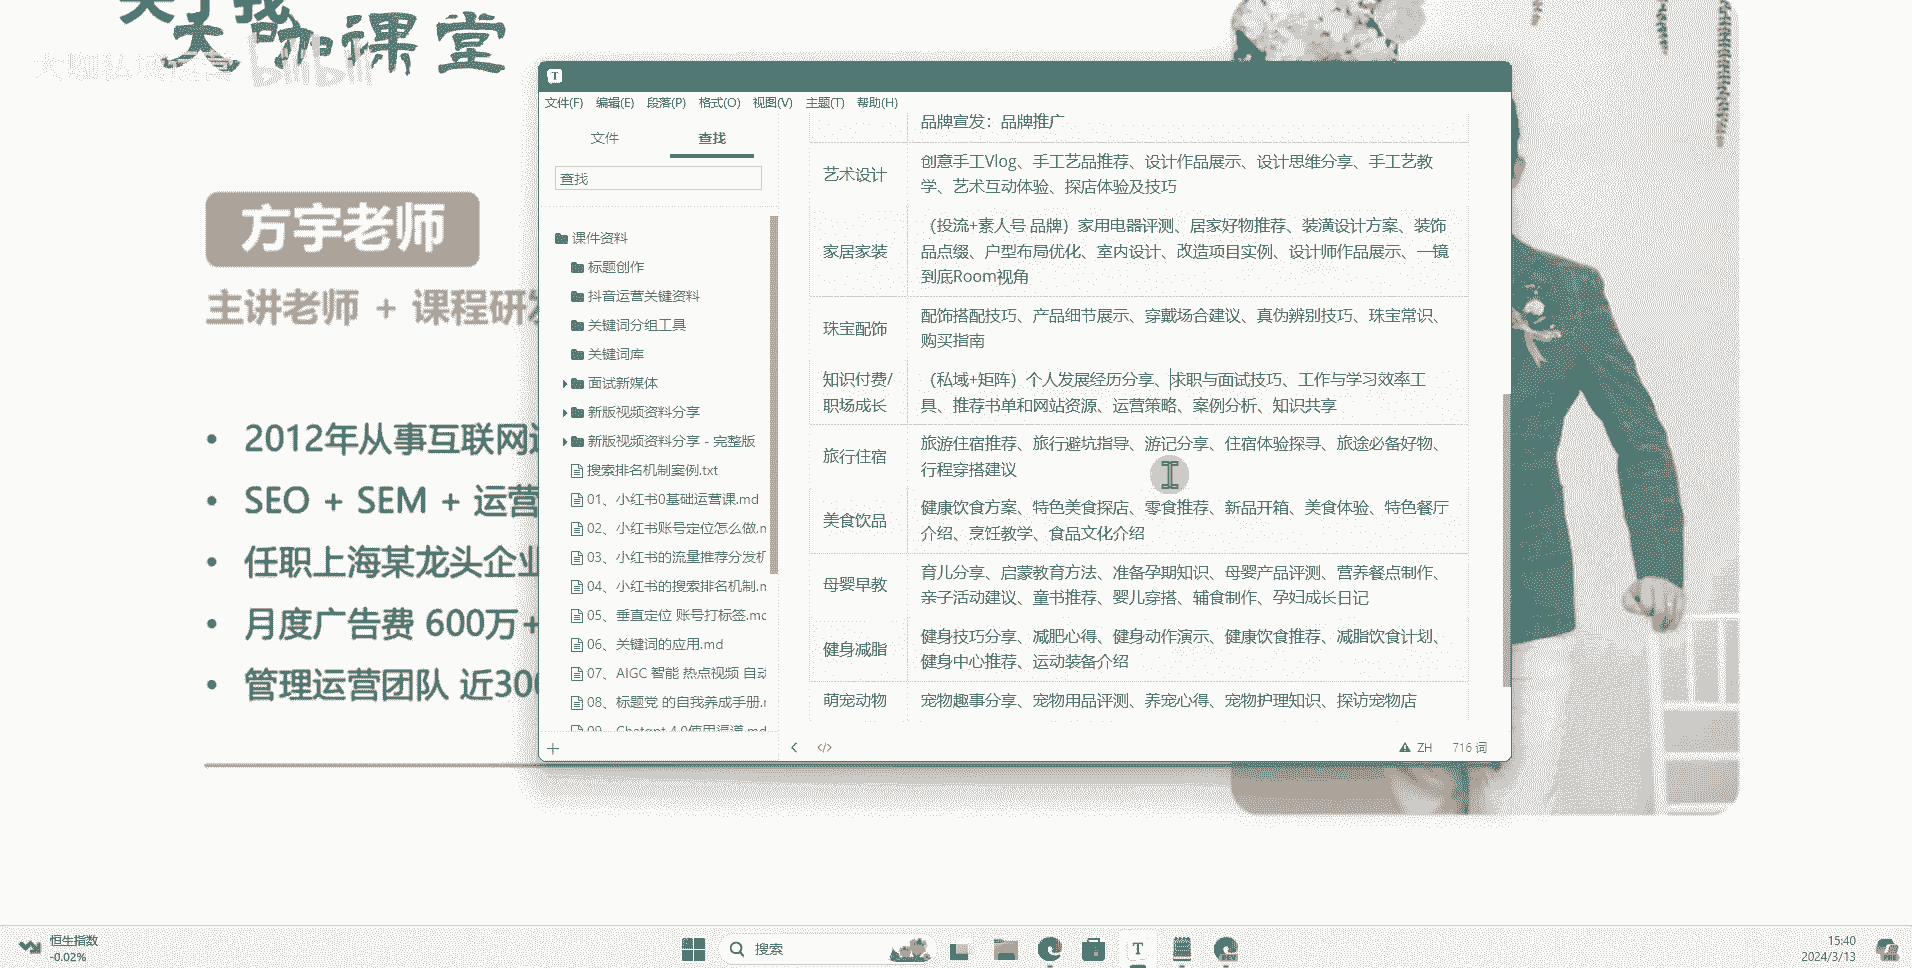 关于我
大咖课堂
大咖私域运营 bilibili
方宇老师
主讲老师 + 课程研发
2012年从事互联网运
SEO + SEM + 运营
任职上海某龙头企业
月度广告费 600万+
管理运营团队 近300
文件(F) 编辑(E) 段落(P) 格式(O) 视图(V) 主题(T) 帮助(H)
文件 查找
查找
课件资料
标题创作
抖音运营关键资料
关键词分组工具
关键词库
面试新媒体
新版视频资料分享
新版视频资料分享 - 完整版
搜索排名机制案例.txt
01、小红书0基础运营课.md
02、小红书账号定位怎么做.m
03、小红书的流量推荐分发机
04、小红书的搜索排名机制.m
05、垂直定位 账号打标签.md
06、关键词的应用.md
07、AIGC 智能 热点视频 自动
08、标题党 的自我养成手册.m
09、Chatgpt 4.0使用渠道.md
品牌宣发：品牌推广
艺术设计
创意手工Vlog、手工艺品推荐、设计作品展示、设计思维分享、手工艺教
学、艺术互动体验、探店体验及技巧
家居家装
（投流+素人号 品牌）家用电器评测、居家好物推荐、装潢设计方案、装饰
品点缀、户型布局优化、室内设计、改造项目实例、设计师作品展示、一镜
到底Room视角
珠宝配饰
配饰搭配技巧、产品细节展示、穿戴场合建议、真伪辨别技巧、珠宝常识、
购买指南
知识付费/
职场成长
（私域+矩阵）个人发展经历分享、求职与面试技巧、工作与学习效率工
具、推荐书单和网站资源、运营策略、案例分析、知识共享
旅行住宿
旅游住宿推荐、旅行避坑指导、游记分享、住宿体验探寻、旅途必备好物、
行程穿搭建议
美食饮品
健康饮食方案、特色美食探店、零食推荐、新品开箱、美食体验、特色餐厅
介绍、烹饪教学、食品文化介绍
母婴早教
育儿分享、启蒙教育方法、准备孕期知识、母婴产品评测、营养餐点制作、
亲子活动建议、童书推荐、婴儿穿搭、辅食制作、孕妇成长日记
健身减脂
健身技巧分享、减肥心得、健身动作演示、健康饮食推荐、减脂饮食计划、
健身中心推荐、运动装备介绍
萌宠动物
宠物趣事分享、宠物用品评测、养宠心得、宠物护理知识、探访宠物店
ZH 716 词
恒生指数
-0.02%
搜索
15:40
2024/3/13